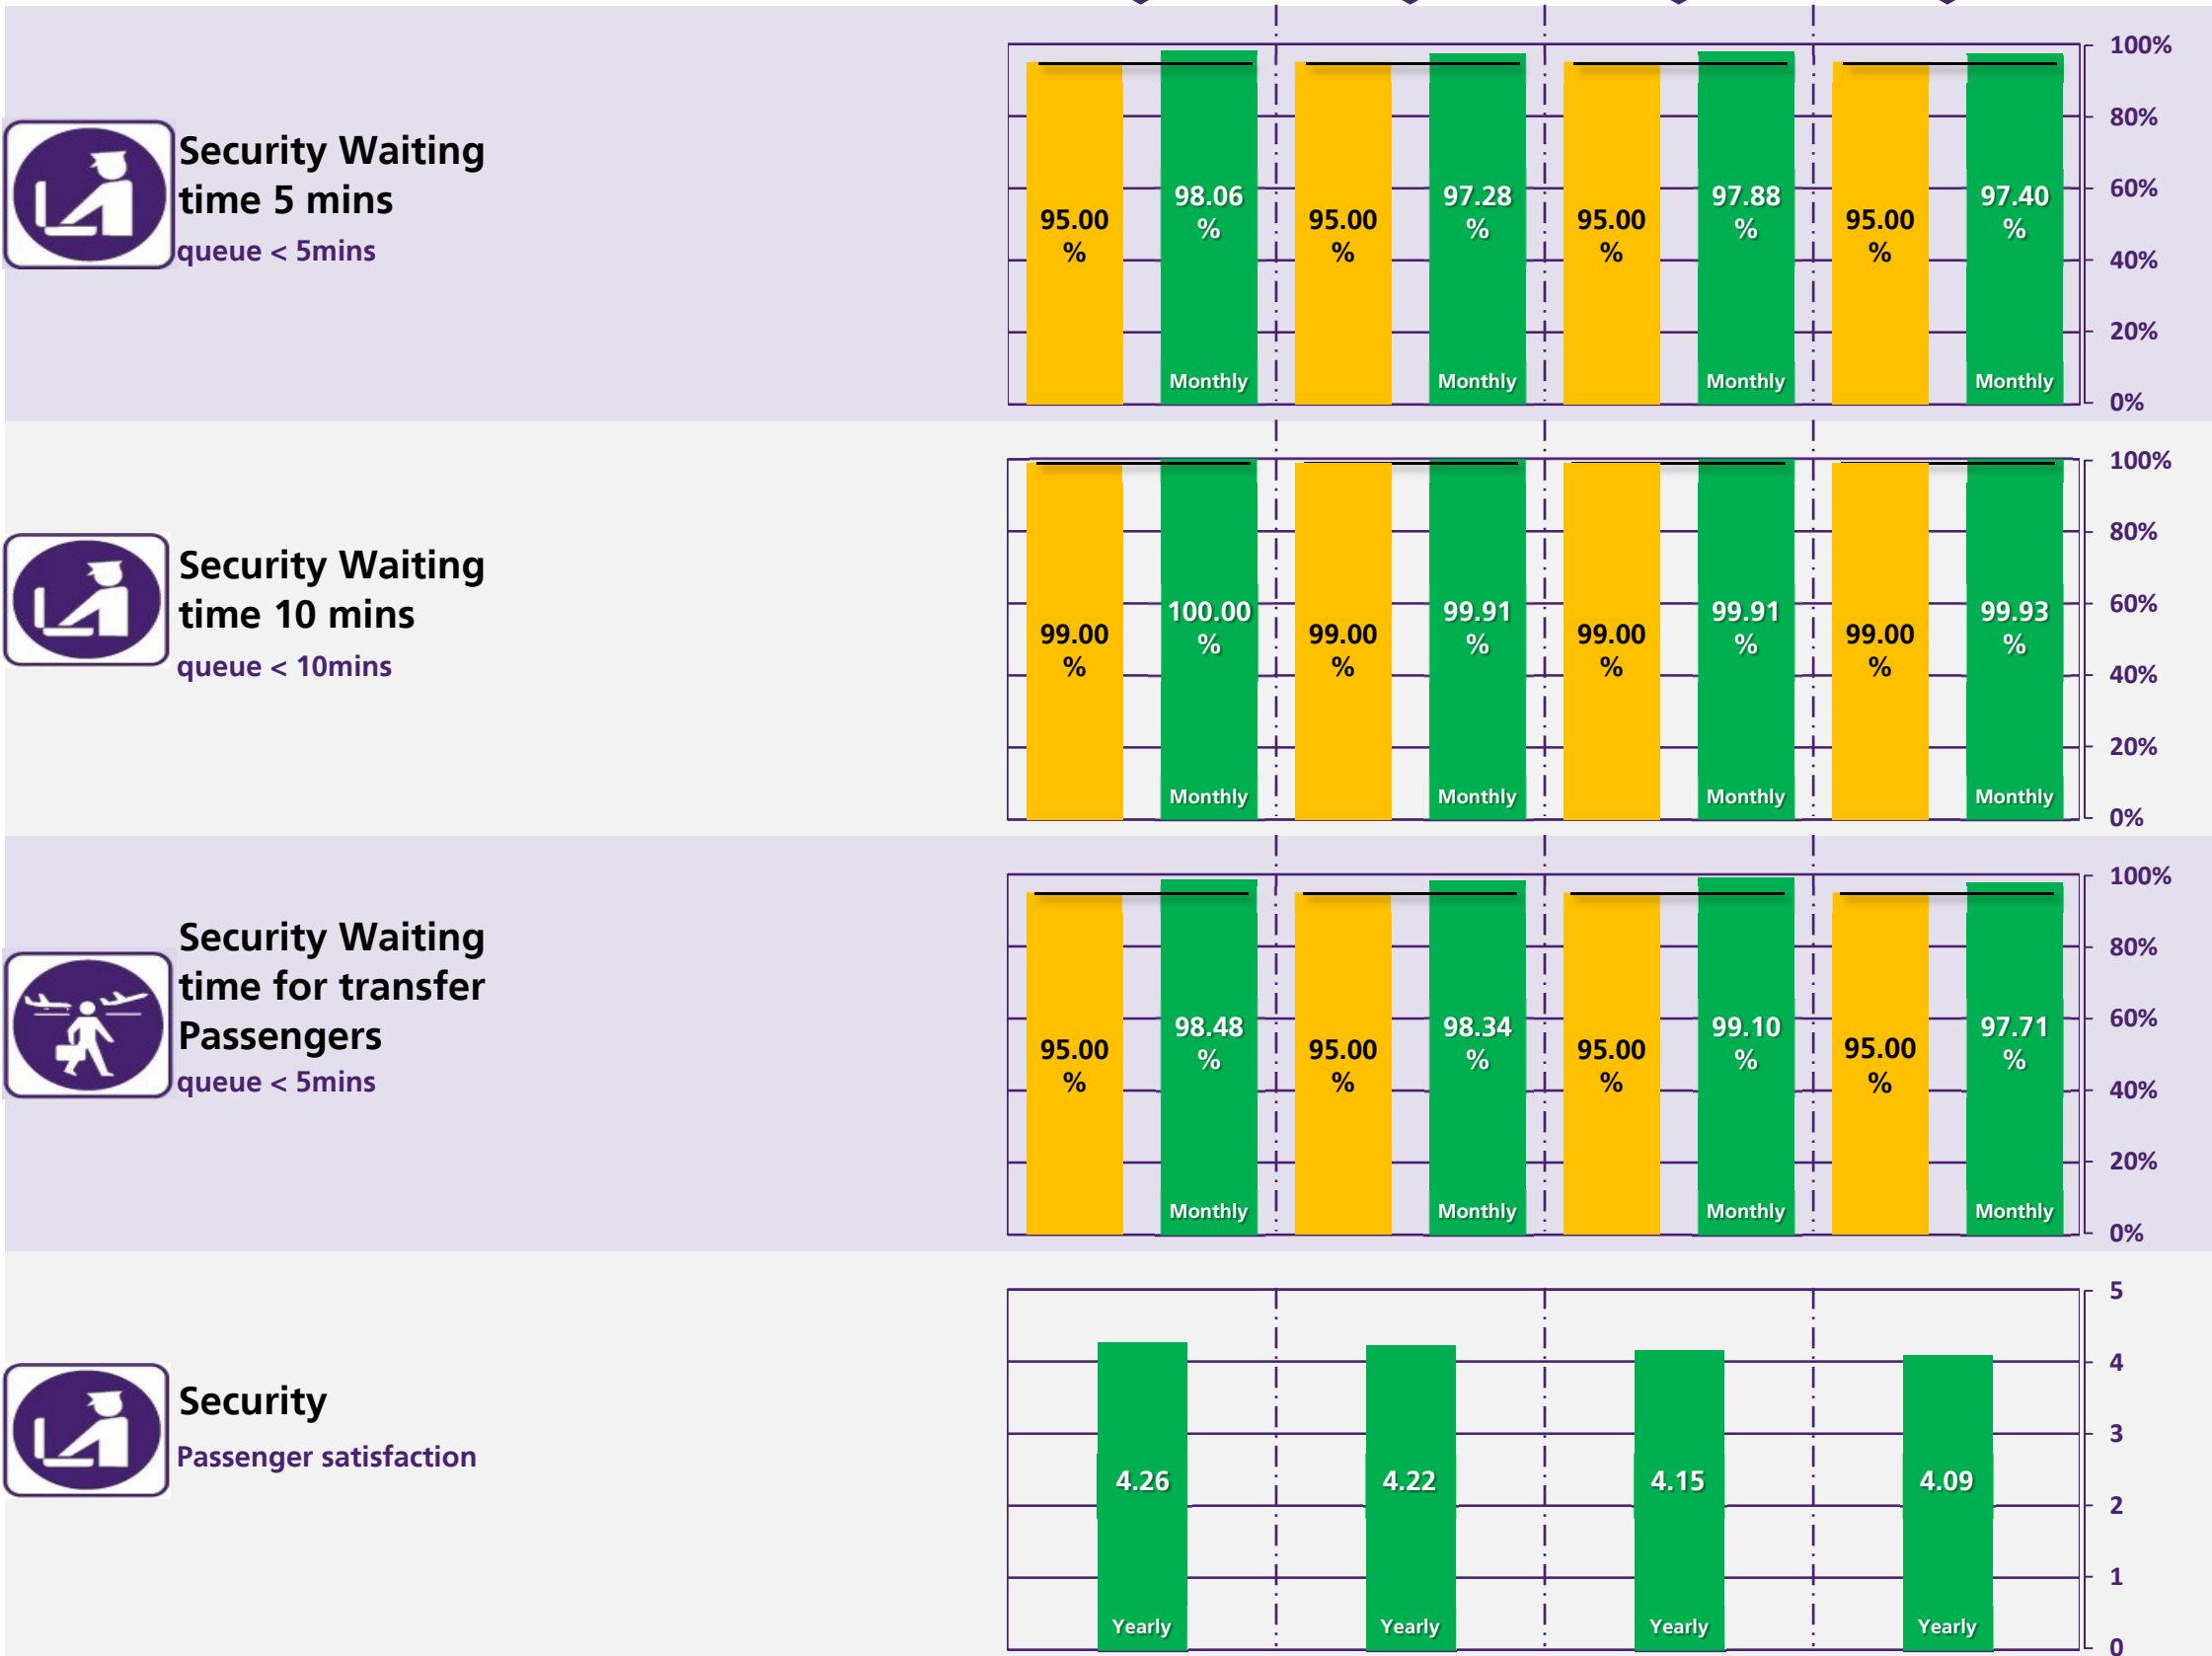 Security Waiting
time 5 mins
queue < 5mins
95.00
%
98.06
%
Monthly
95.00
%
97.28
%
Monthly
95.00
%
97.88
%
Monthly
95.00
%
97.40
%
Monthly
100%
80%
60%
40%
20%
0%
Security Waiting
time 10 mins
queue < 10mins
99.00
%
100.00
%
Monthly
99.00
%
99.91
%
Monthly
99.00
%
99.91
%
Monthly
99.00
%
99.93
%
Monthly
100%
80%
60%
40%
20%
0%
Security Waiting
time for transfer
Passengers
queue < 5mins
95.00
%
98.48
%
Monthly
95.00
%
98.34
%
Monthly
95.00
%
99.10
%
Monthly
95.00
%
97.71
%
Monthly
100%
80%
60%
40%
20%
0%
Security
Passenger satisfaction
4.26
Yearly
4.22
Yearly
4.15
Yearly
4.09
Yearly
5
4
3
2
1
0